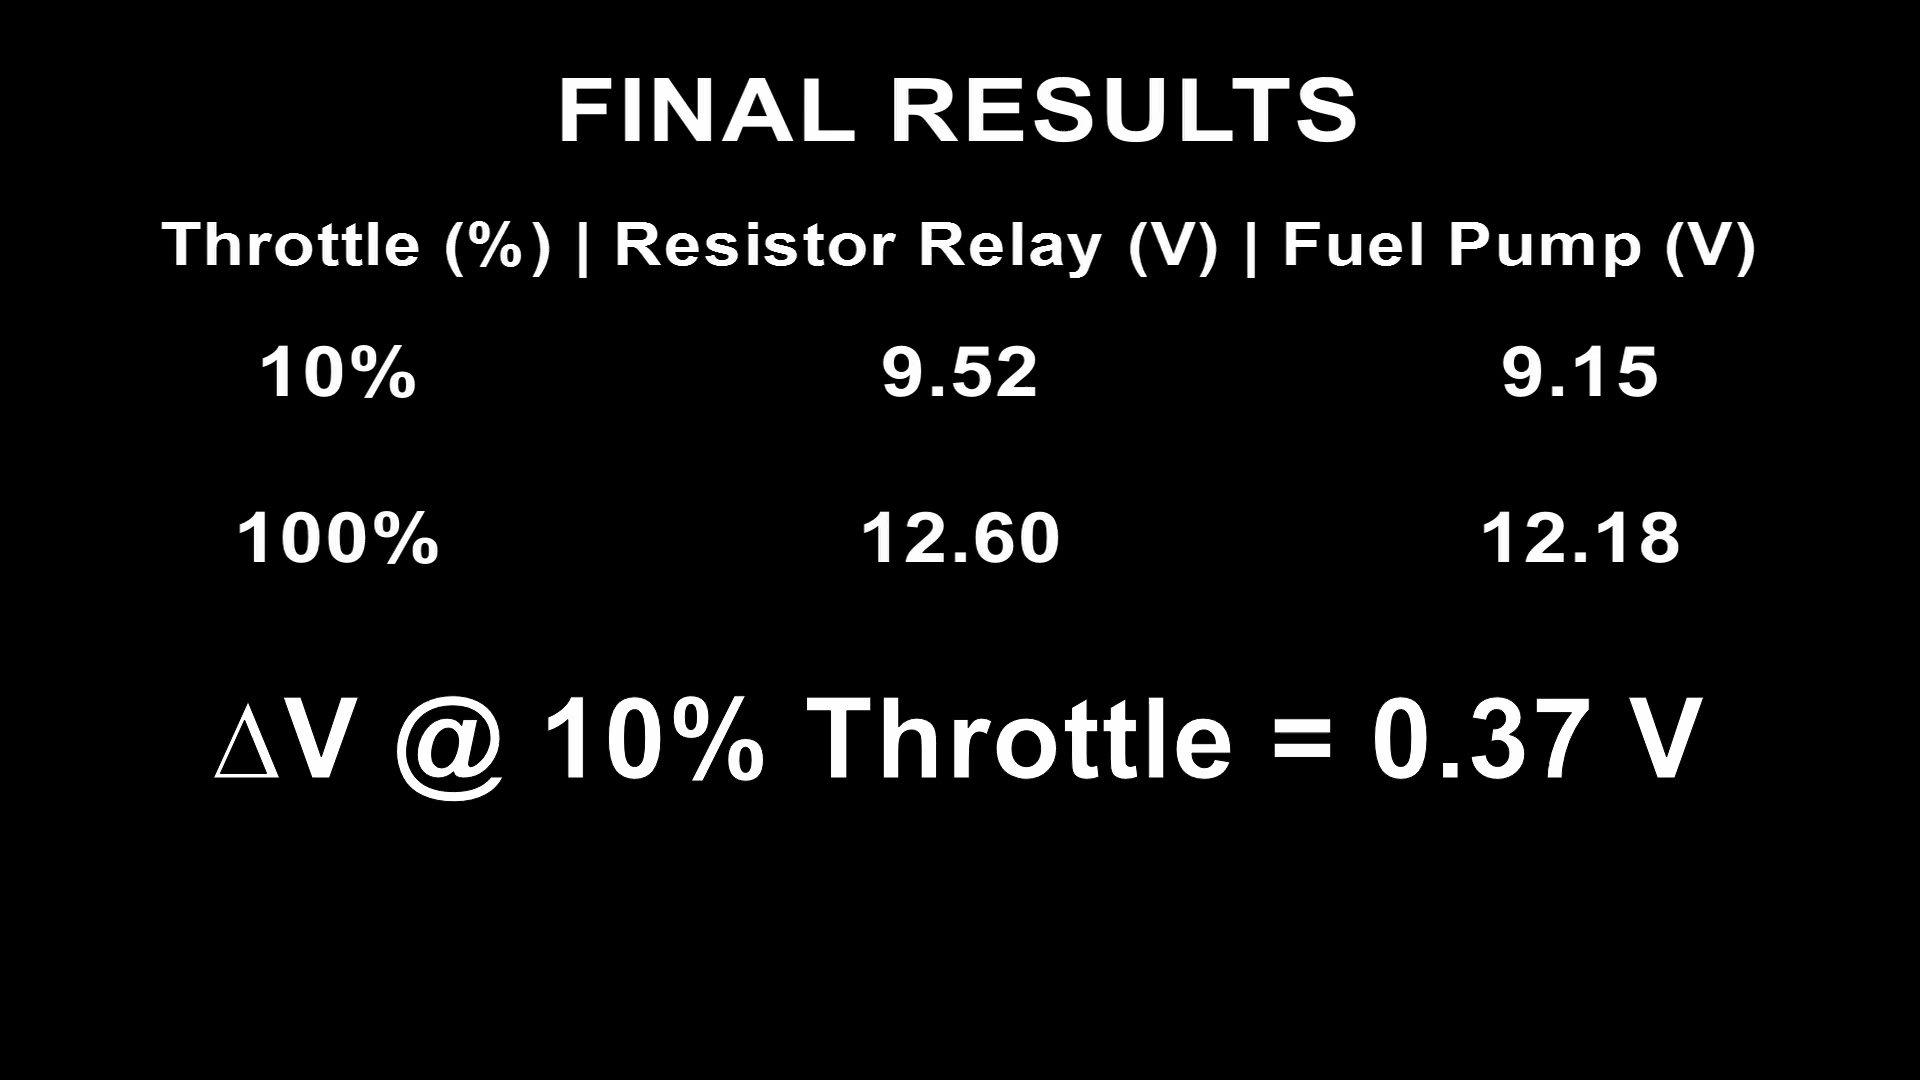 FINAL RESULTS
Throttle (%) | Resistor Relay (V) | Fuel Pump (V)
10% 9.52 9.15
100% 12.60 12.18
∆V @ 10% Throttle = 0.37 V